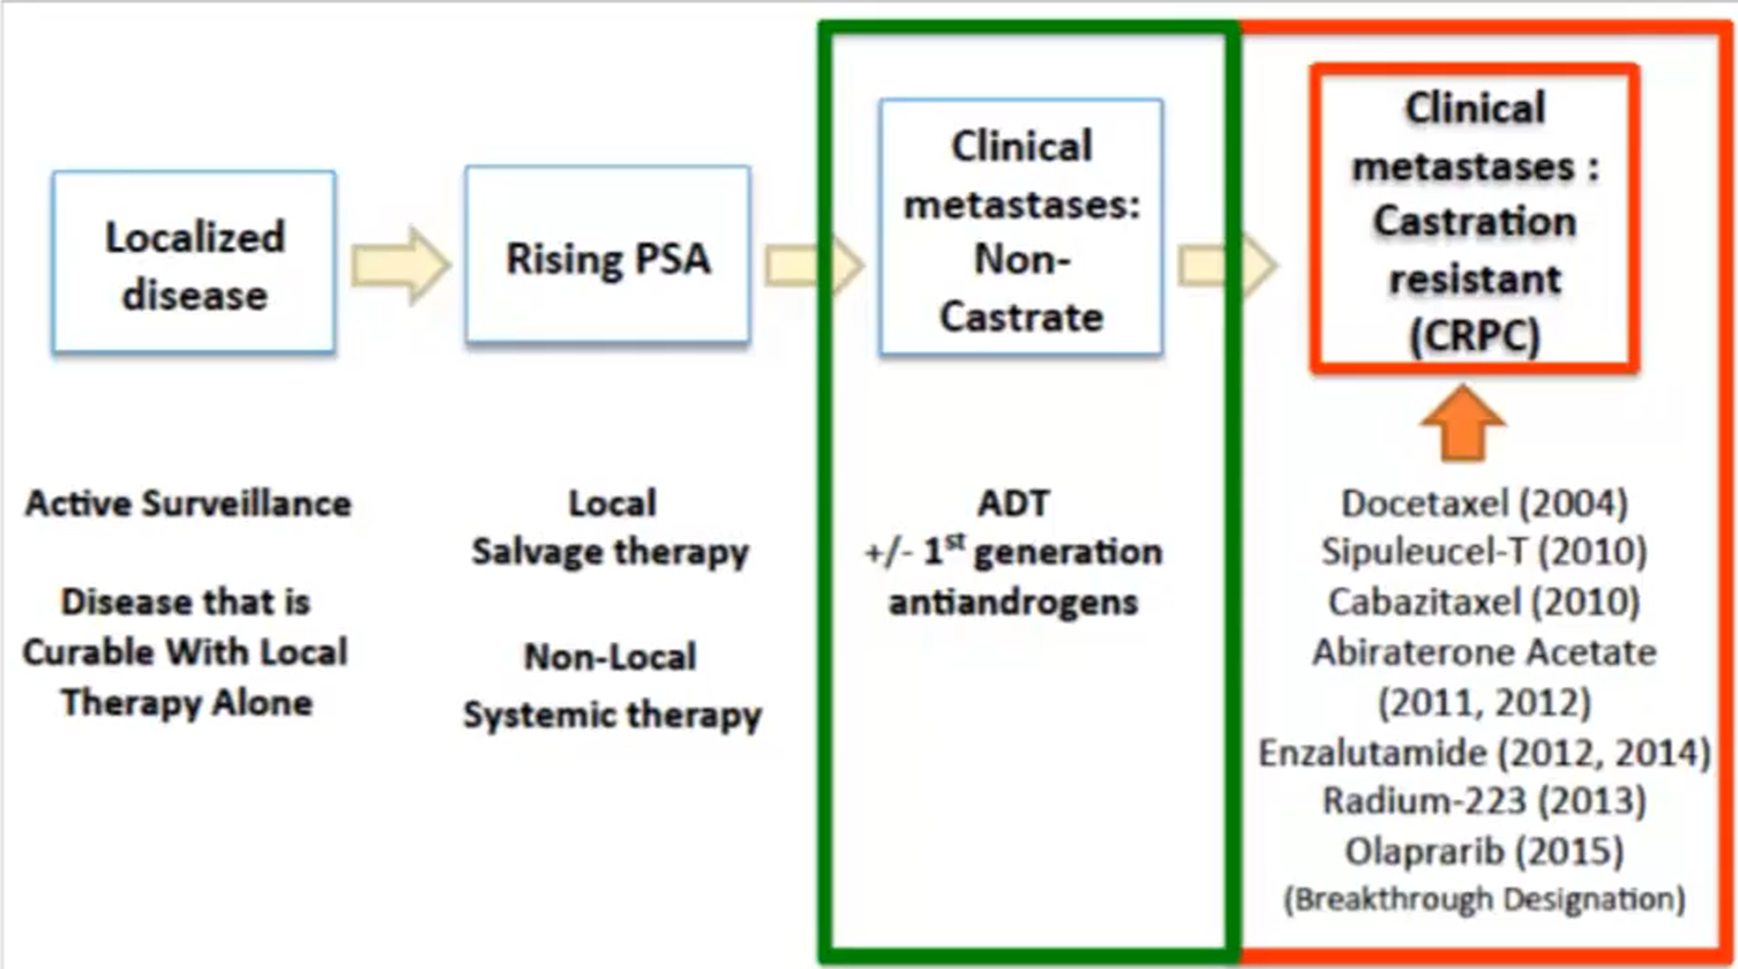 Localized
disease
Rising PSA
Clinical
metastases:
Non-
Castrate
Clinical
metastases :
Castration
resistant
(CRPC)
Active Surveillance
Disease that is
Curable With Local
Therapy Alone
Local
Salvage therapy
Non-Local
Systemic therapy
ADT
+/- 1st generation
antiandrogens
Docetaxel (2004)
Sipuleucel-T (2010)
Cabazitaxel (2010)
Abiraterone Acetate
(2011, 2012)
Enzalutamide (2012, 2014)
Radium-223 (2013)
Olaprarib (2015)
(Breakthrough Designation)